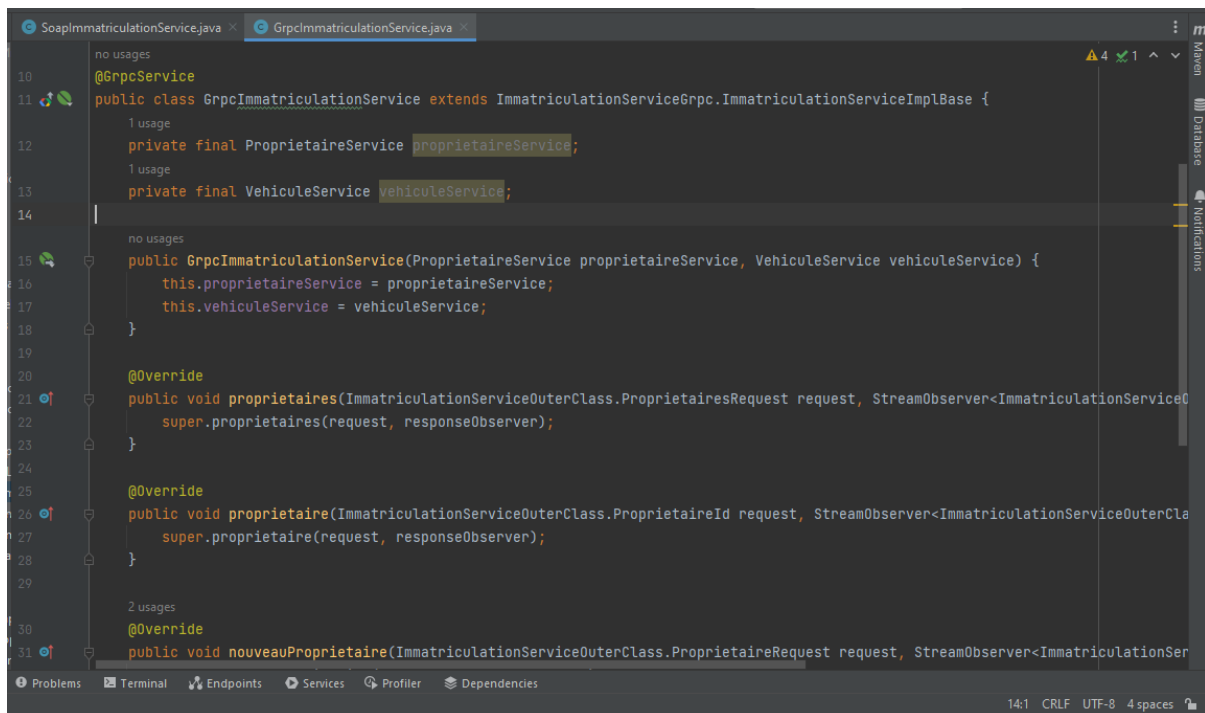 SoapImmatriculationService.java × GrpcImmatriculationService.java ×
no usages
4 1
10 @GrpcService
11 public class GrpcImmatriculationService extends ImmatriculationServiceGrpc.ImmatriculationServiceImplBase {
1 usage
12 private final ProprietaireService proprietaireService;
1 usage
13 private final VehiculeService vehiculeService;
14
no usages
15 public GrpcImmatriculationService(ProprietaireService proprietaireService, VehiculeService vehiculeService) {
16 this.proprietaireService = proprietaireService;
17 this.vehiculeService = vehiculeService;
18 }
19
20 @Override
21 public void proprietaires(ImmatriculationServiceOuterClass.ProprietairesRequest request, StreamObserver<ImmatriculationServiceO
22 super.proprietaires(request, responseObserver);
23 }
24
25 @Override
26 public void proprietaire(ImmatriculationServiceOuterClass.ProprietaireId request, StreamObserver<ImmatriculationServiceOuterCla
27 super.proprietaire(request, responseObserver);
28 }
29
2 usages
30 @Override
31 public void nouveauProprietaire(ImmatriculationServiceOuterClass.ProprietaireRequest request, StreamObserver<ImmatriculationSer
m Maven
Database
Notifications
Problems Terminal Endpoints Services Profiler Dependencies
14:1 CRLF UTF-8 4 spaces